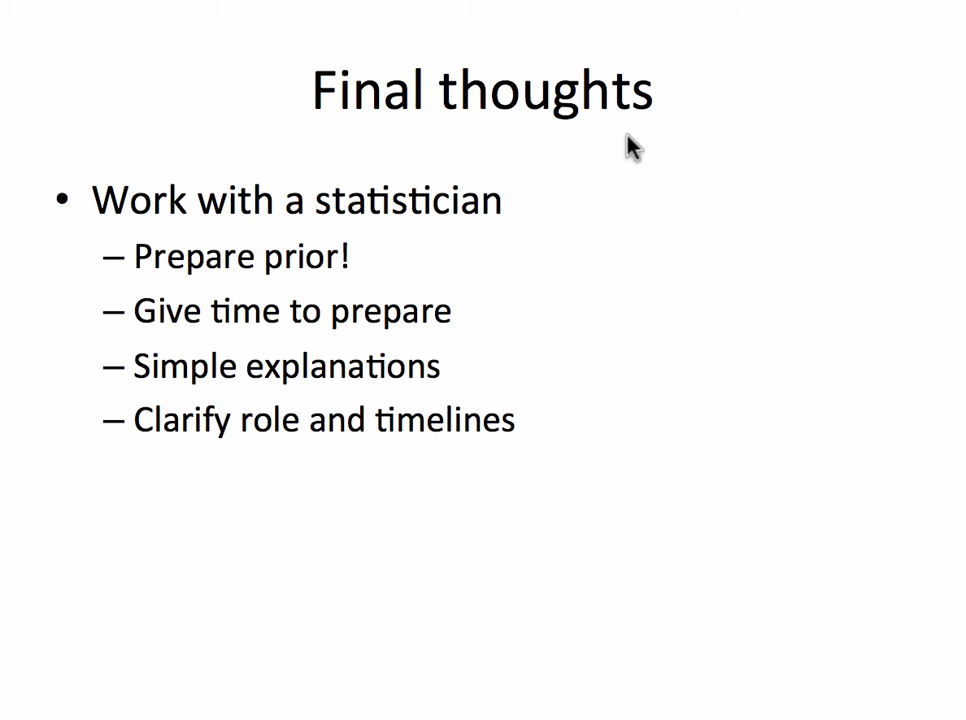 Final thoughts
• Work with a statistician
– Prepare prior!
– Give time to prepare
– Simple explanations
– Clarify role and timelines